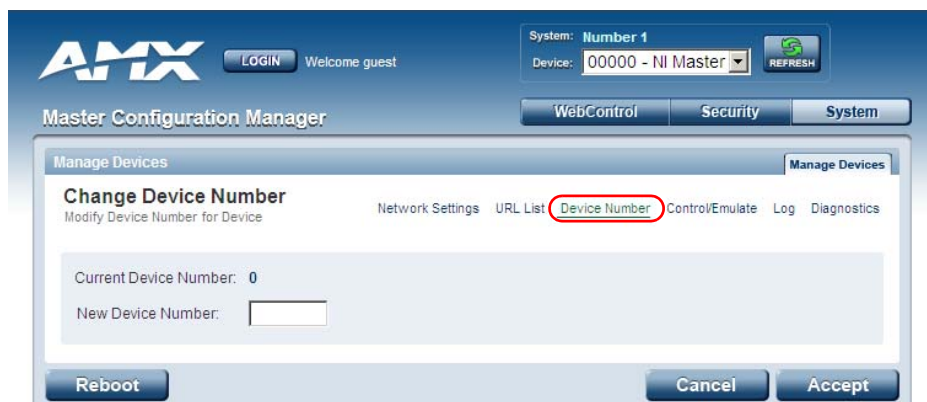 AMX
LOGIN Welcome guest
System: Number 1
Device: 00000 - NI Master
REFRESH
Master Configuration Manager
WebControl Security System
Manage Devices
Manage Devices
Change Device Number
Modify Device Number for Device
Network Settings URL List Device Number Control/Emulate Log Diagnostics
Current Device Number: 0
New Device Number:
Reboot Cancel Accept